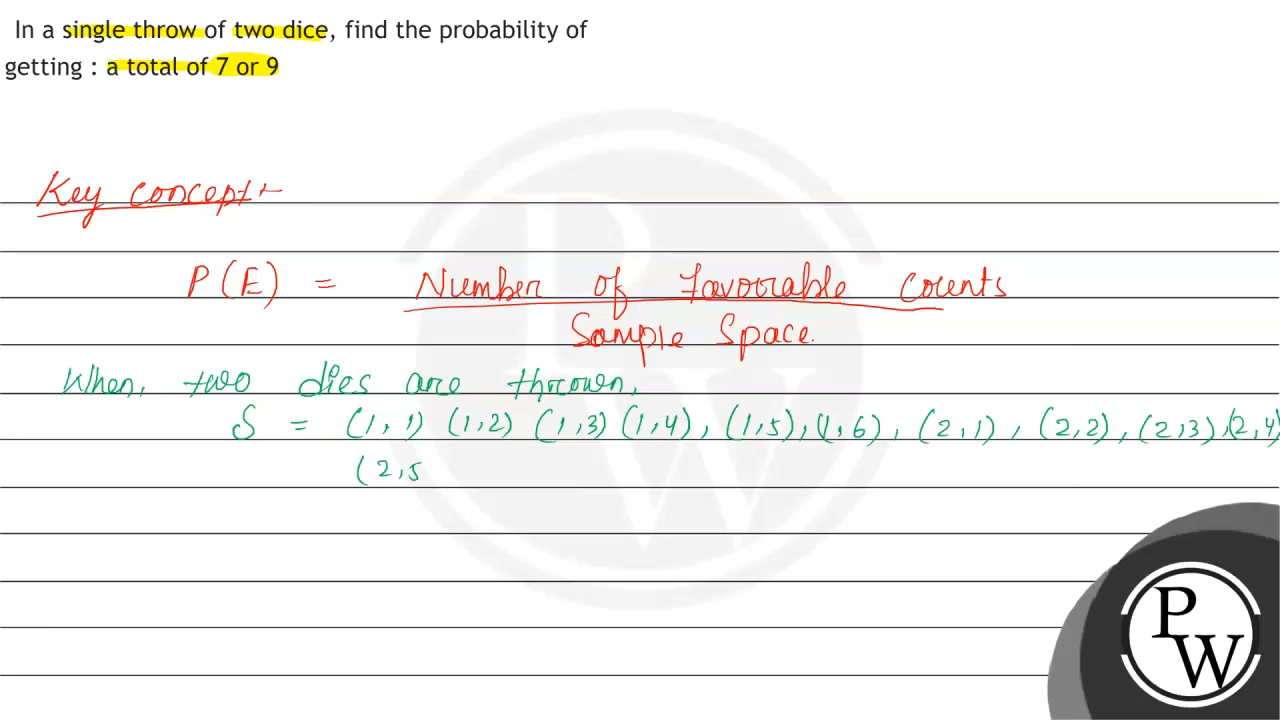 In a single throw of two dice, find the probability of
getting : a total of 7 or 9
Key concept :-
P(E) = Number of favourable counts
Sample Space.
When, two dies are thrown,
S = (1,1) (1,2) (1,3) (1,4), (1,5), (1,6), (2,1), (2,2), (2,3), (2,4)
(2,5
P
W